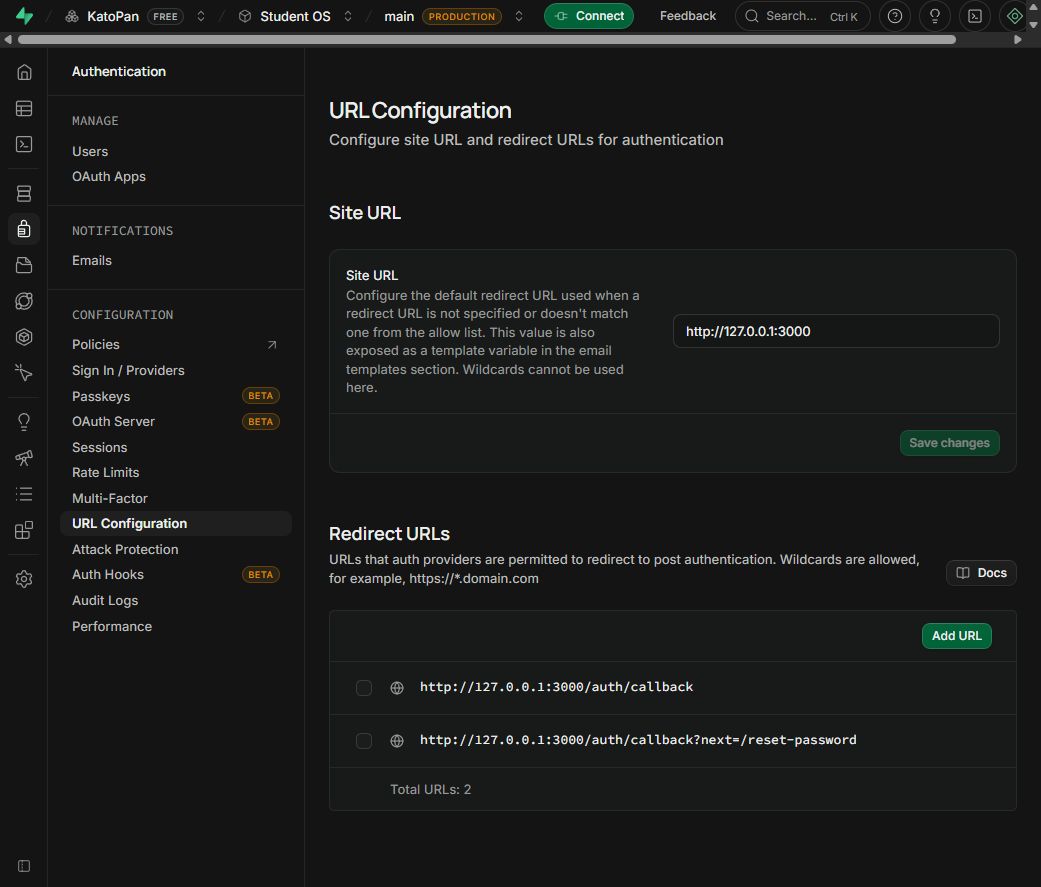 KatoPan FREE / Student OS / main PRODUCTION Connect Feedback Search... Ctrl K
Authentication
MANAGE
Users
OAuth Apps
NOTIFICATIONS
Emails
CONFIGURATION
Policies
Sign In / Providers
Passkeys BETA
OAuth Server BETA
Sessions
Rate Limits
Multi-Factor
URL Configuration
Attack Protection
Auth Hooks BETA
Audit Logs
Performance
URL Configuration
Configure site URL and redirect URLs for authentication
Site URL
Site URL
Configure the default redirect URL used when a
redirect URL is not specified or doesn't match
one from the allow list. This value is also
exposed as a template variable in the email
templates section. Wildcards cannot be used
here.
http://127.0.0.1:3000
Save changes
Redirect URLs
URLs that auth providers are permitted to redirect to post authentication. Wildcards are allowed,
for example, https://*.domain.com
Docs
Add URL
http://127.0.0.1:3000/auth/callback
http://127.0.0.1:3000/auth/callback?next=/reset-password
Total URLs: 2